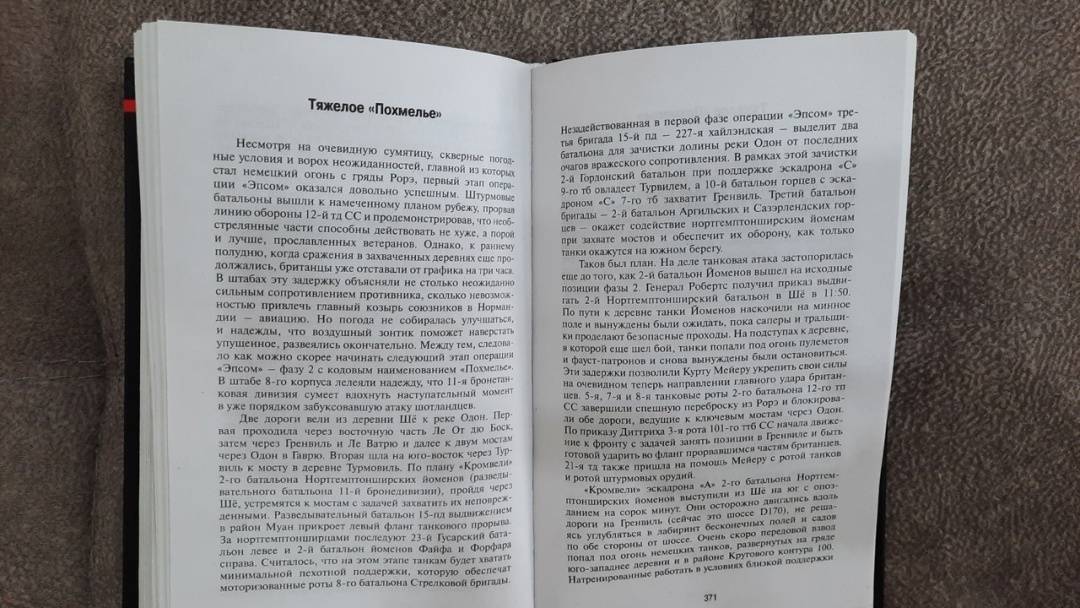 Тяжелое «Похмелье»
Несмотря на очевидную сумятицу, скверные погод-
ные условия и ворох неожиданностей, главной из которых
стал немецкий огонь с гряды Рорэ, первый этап опера-
ции «Эпсом» оказался довольно успешным. Штурмовые
батальоны вышли к намеченному планом рубежу, прорвав
линию обороны 12-й тд СС и продемонстрировав, что необ-
стрелянные части способны действовать не хуже, а порой
и лучше, прославленных ветеранов. Однако, к раннему
полудню, когда сражения в захваченных деревнях еще про-
должались, британцы уже отставали от графика на три часа.
В штабах эту задержку объясняли не столько неожиданно
сильным сопротивлением противника, сколько невозмож-
ностью привлечь главный козырь союзников в Норман-
дии – авиацию. Но погода не собиралась улучшаться,
и надежды, что воздушный зонтик поможет наверстать
упущенное, развеялись окончательно. Между тем, следова-
ло как можно скорее начинать следующий этап операции
«Эпсом» – фазу 2 с кодовым наименованием «Похмелье».
В штабе 8-го корпуса лелеяли надежду, что 11-я бронетан-
ковая дивизия сумеет вдохнуть наступательный момент
в уже порядком забуксовавшую атаку шотландцев.
Две дороги вели из деревни Шё к реке Одон. Пер-
вая проходила через восточную часть Ле От дю Боск,
затем через Гренвиль и Ле Ватрю и далее к двум мостам
через Одон в Гаврю. Вторая шла на юго-восток через Тур-
виль к мосту в деревне Турмовиль. По плану «Кромвели»
2-го батальона Нортгемптонширских йоменов (разведы-
вательного батальона 11-й бронедивизии), пройдя через
Шё, устремятся к мостам с задачей захватить их неповреж-
денными. Разведывательный батальон 15-пд выдвижением
в район Муан прикроет левый фланг танкового прорыва.
За нортгемптонширцами последуют 23-й Гусарский бата-
льон левее и 2-й батальон йоменов Файфа и Форфара
справа. Считалось, что на этом этапе танкам будет хватать
минимальной пехотной поддержки, которую обеспечат
моторизованные роты 8-го батальона Стрелковой бригады.
Незадействованная в первой фазе операции «Эпсом» тре-
тья бригада 15-й пд – 227-я хайлэндская – выделит два
батальона для зачистки долины реки Одон от последних
очагов вражеского сопротивления. В рамках этой зачистки
2-й Гордонский батальон при поддержке эскадрона «С»
9-го тб овладеет Турвилем, а 10-й батальон горцев с эска-
дроном «С» 7-го тб захватит Гренвиль. Третий батальон
бригады – 2-й батальон Аргильских и Сазэрлендских гор-
цев – окажет содействие нортгемптонширским йоменам
при захвате мостов и обеспечит их оборону, как только
танки окажутся на южном берегу.
Таков был план. На деле танковая атака застопорилась
еще до того, как 2-й батальон Йоменов вышел на исходные
позиции фазы 2. Генерал Робертс получил приказ выдви-
гать 2-й Нортгемптонширский батальон в Шё в 11:50.
По пути к деревне танки Йоменов наскочили на минное
поле и вынуждены были ожидать, пока саперы и тральщи-
ки проделают безопасные проходы. На подступах к деревне,
в которой еще шел бой, танки попали под огонь пулеметов
и фауст-патронов и снова вынуждены были остановиться.
Эти задержки позволили Курту Мейеру укрепить свои силы
на очевидном теперь направлении главного удара британ-
цев. 5-я, 7-я и 8-я танковые роты 2-го батальона 12-го тп
СС завершили спешную переброску из Рорэ и блокирова-
ли обе дороги, ведущие к ключевым мостам через Одон.
По приказу Дитриха 3-я рота 101-го ттб СС начала движе-
ние к фронту с задачей занять позиции в Гренвиле и быть
готовой ударить во фланг прорвавшимся частям британцев.
21-я тд также пришла на помощь Мейеру с ротой танков
и ротой штурмовых орудий.
«Кромвели» эскадрона «А» 2-го батальона Нортгем-
птонширских йоменов выступили из Шё на юг с опоз-
данием на сорок минут. Они осторожно двигались вдоль
дороги на Гренвиль (сейчас это шоссе D170), не реша-
ясь углубляться в лабиринт бесконечных полей и садов
по обе стороны от шоссе. Очень скоро передовой взвод
попал под огонь немецких танков, развернутых на гряде
юго-западнее деревни и в районе Кругового контура 100.
Натренированные работать в условиях близкой поддержки
371